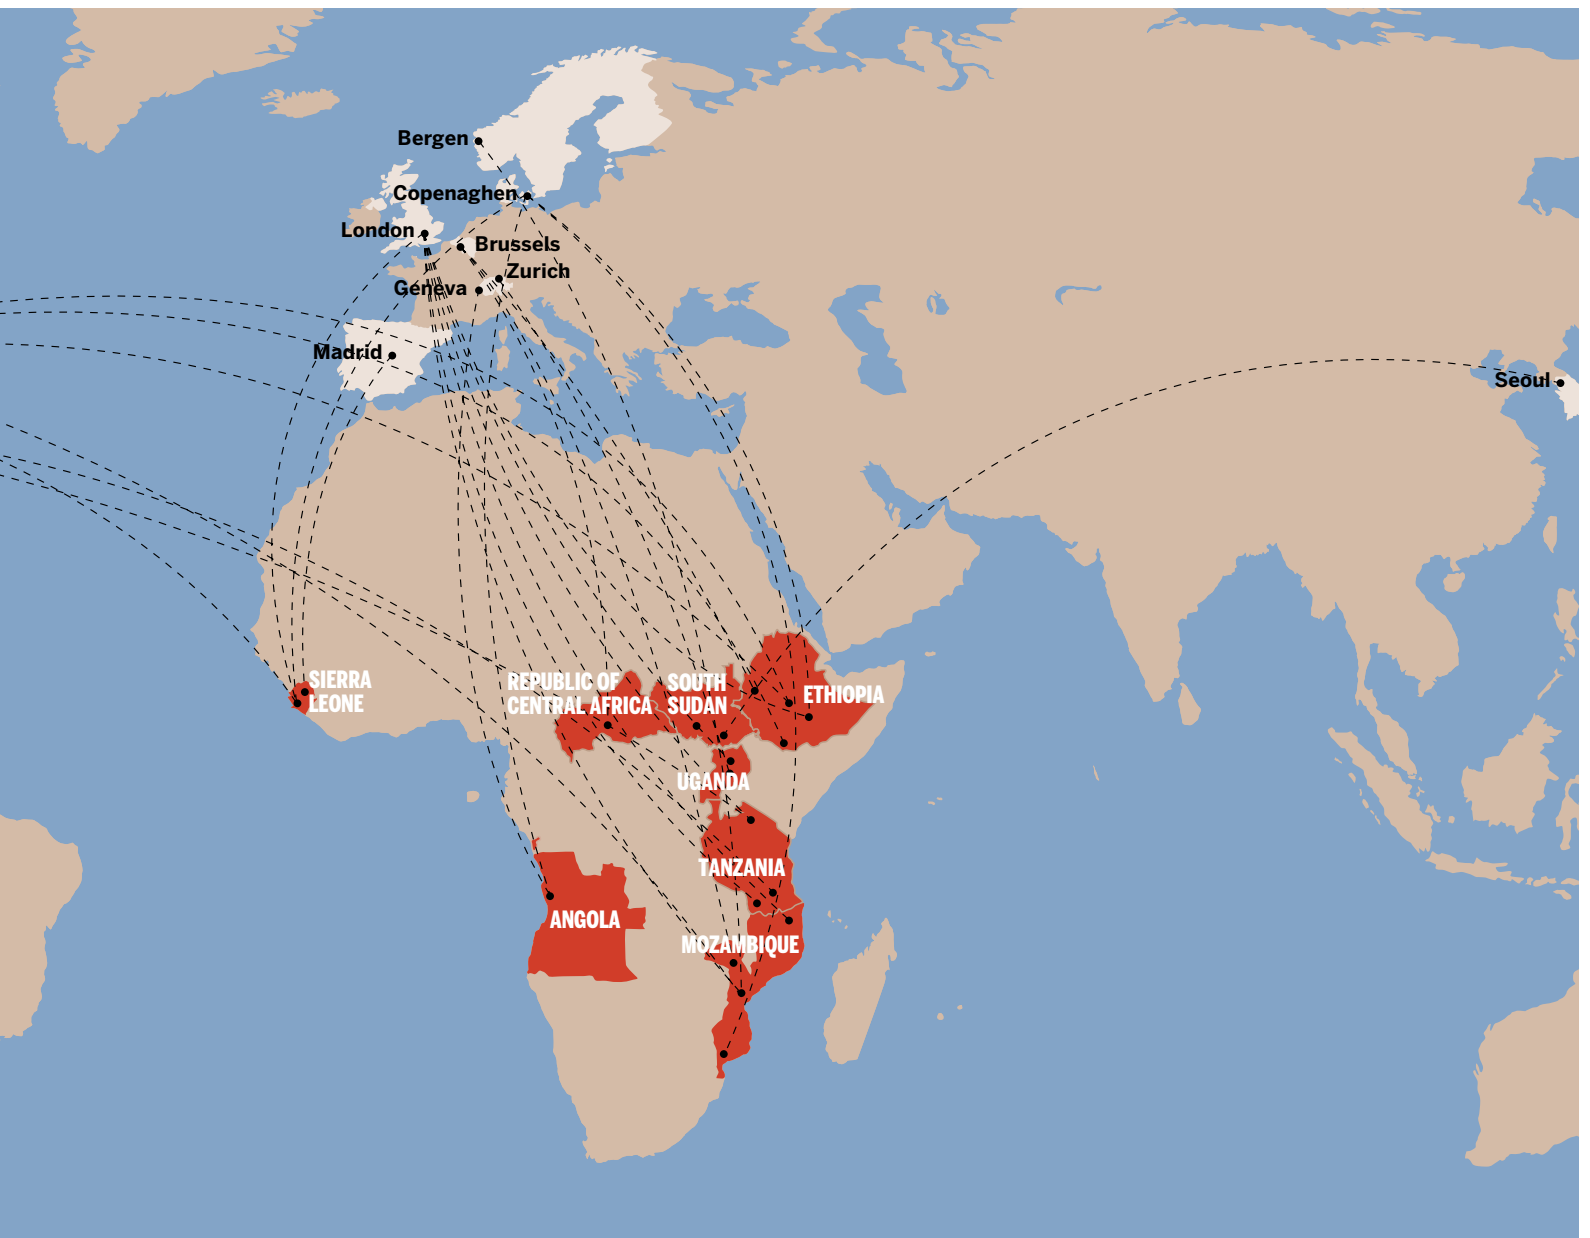 Bergen
Copenaghen
London
Brussels
Zurich
Geneva
Madrid
Seoul
SIERRA
LEONE
REPUBLIC OF
CENTRAL AFRICA
SOUTH
SUDAN
ETHIOPIA
UGANDA
TANZANIA
ANGOLA
MOZAMBIQUE